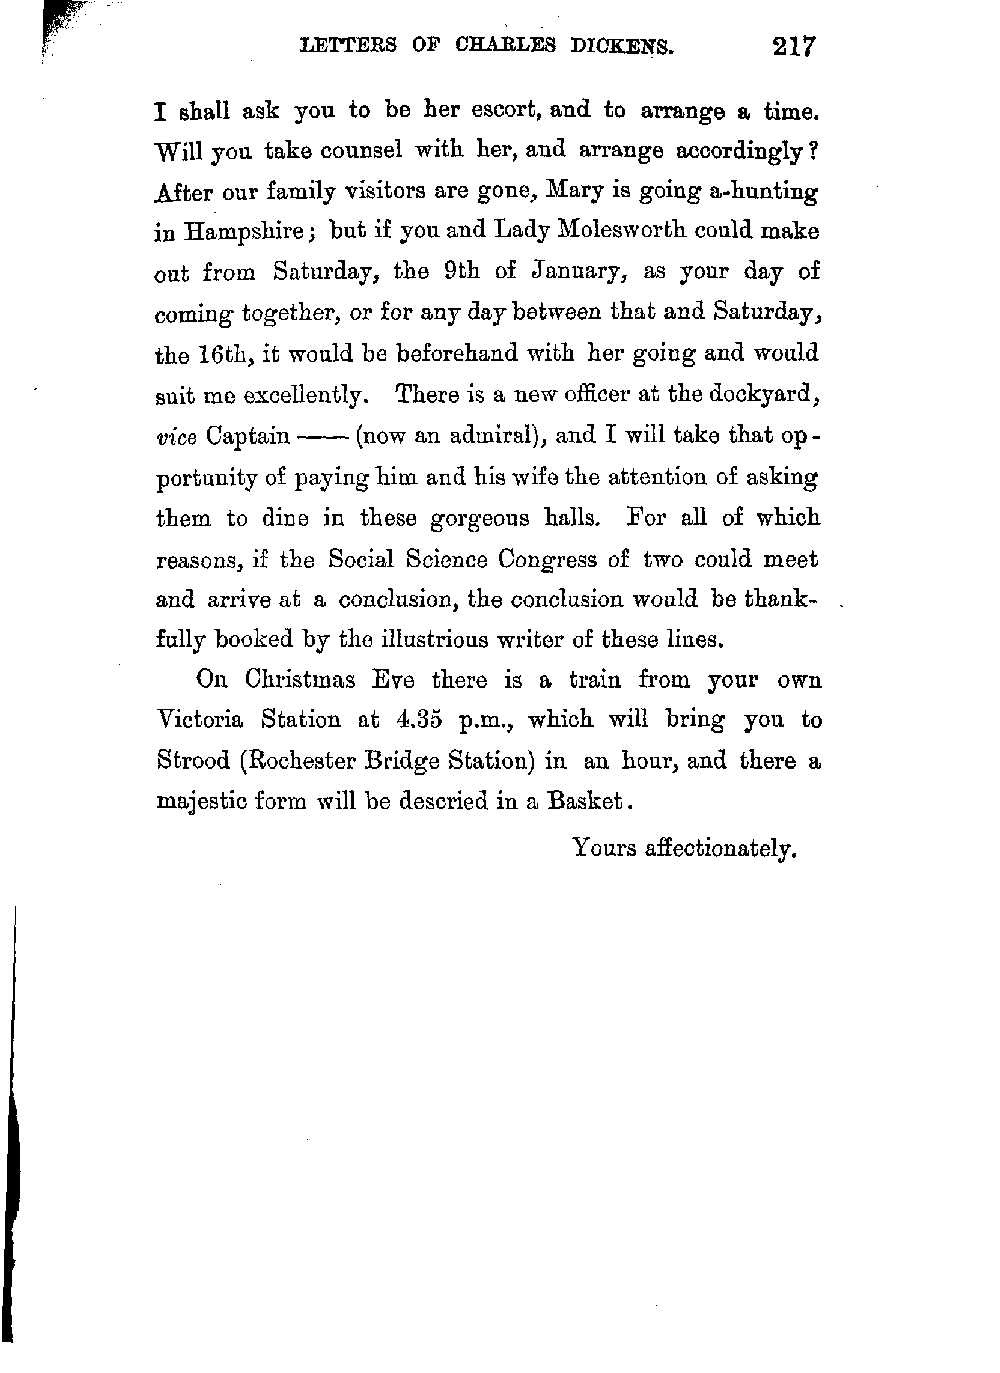 LETTERS OF CHARLES DICKENS. 217
I shall ask you to be her escort, and to arrange a time.
Will you take counsel with her, and arrange accordingly?
After our family visitors are gone, Mary is going a-hunting
in Hampshire; but if you and Lady Molesworth could make
out from Saturday, the 9th of January, as your day of
coming together, or for any day between that and Saturday,
the 16th, it would be beforehand with her going and would
suit me excellently. There is a new officer at the dockyard,
vice Captain —— (now an admiral), and I will take that op-
portunity of paying him and his wife the attention of asking
them to dine in these gorgeous halls. For all of which
reasons, if the Social Science Congress of two could meet
and arrive at a conclusion, the conclusion would be thank-
fully booked by the illustrious writer of these lines.
On Christmas Eve there is a train from your own
Victoria Station at 4.35 p.m., which will bring you to
Strood (Rochester Bridge Station) in an hour, and there a
majestic form will be descried in a Basket.
Yours affectionately.